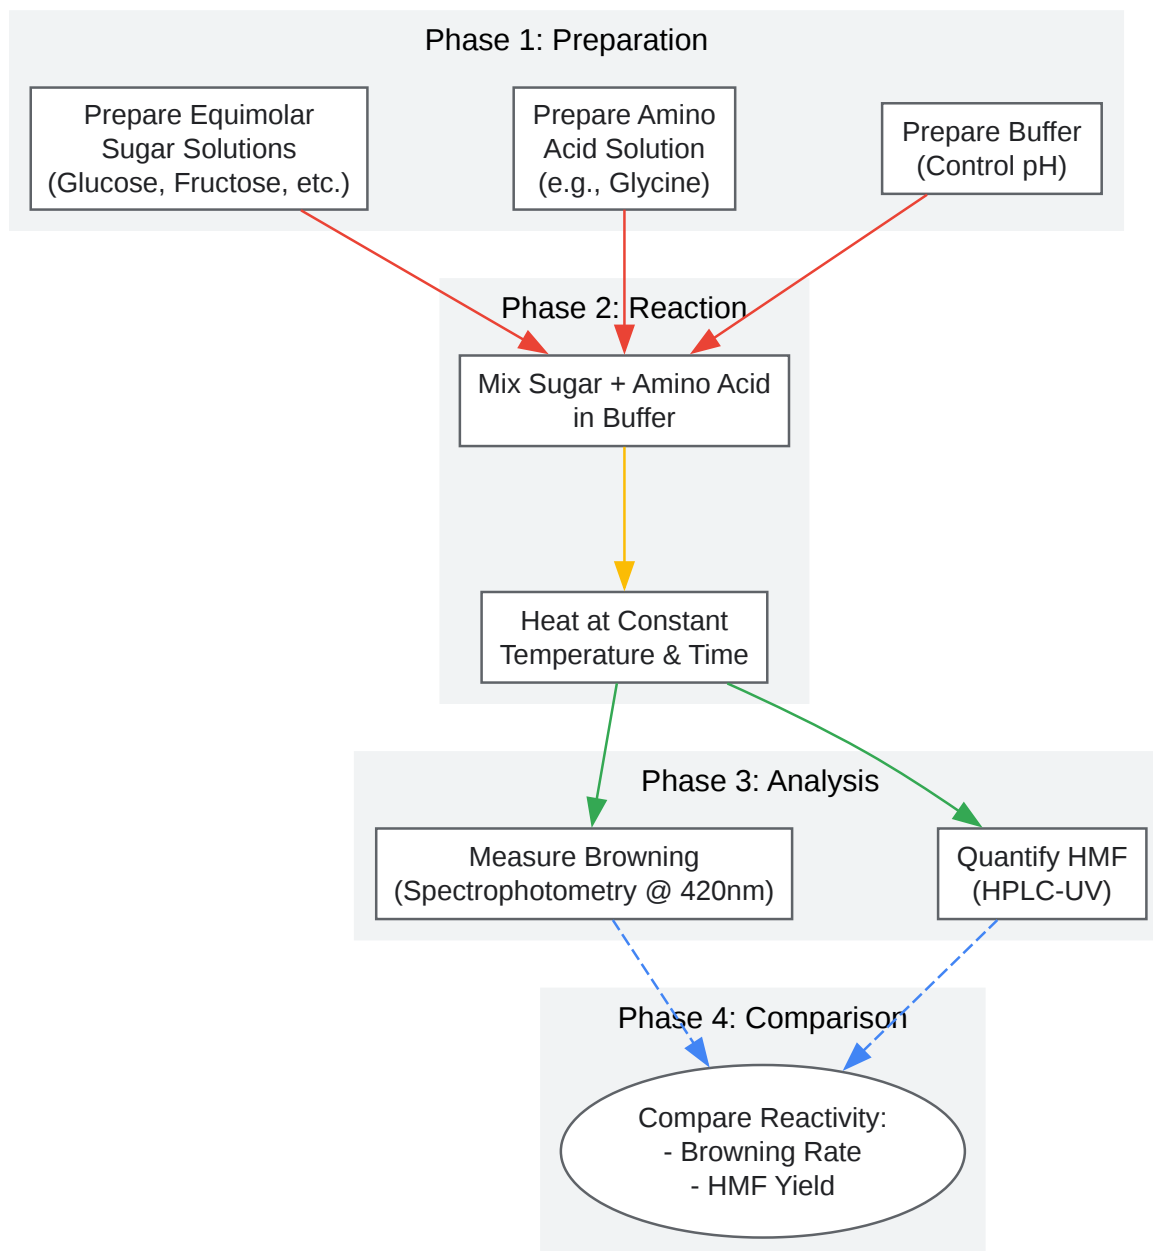 Phase 1: Preparation
Prepare Equimolar
Sugar Solutions
(Glucose, Fructose, etc.)
Prepare Amino
Acid Solution
(e.g., Glycine)
Prepare Buffer
(Control pH)
Phase 2: Reaction
Mix Sugar + Amino Acid
in Buffer
Heat at Constant
Temperature & Time
Phase 3: Analysis
Measure Browning
(Spectrophotometry @ 420nm)
Quantify HMF
(HPLC-UV)
Phase 4: Comparison
Compare Reactivity:
- Browning Rate
- HMF Yield